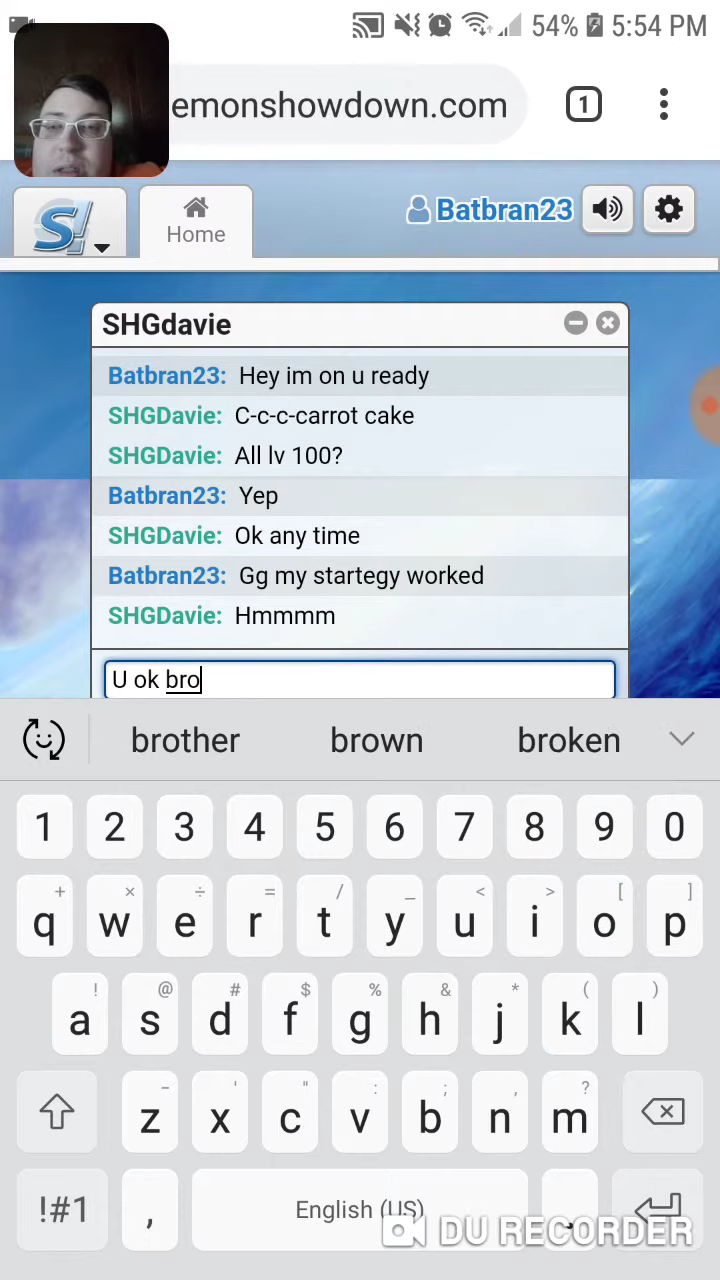 54% 5:54 PM
emonshowdown.com
1
S!
Home
Batbran23
SHGdavie
Batbran23: Hey im on u ready
SHGDavie: C-c-c-carrot cake
SHGDavie: All lv 100?
Batbran23: Yep
SHGDavie: Ok any time
Batbran23: Gg my startegy worked
SHGDavie: Hmmmm
U ok bro
brother brown broken
1 2 3 4 5 6 7 8 9 0
+ × ÷ = / _ < > [ ]
q w e r t y u i o p
! @ # $ % & * ( )
a s d f g h j k l
- ' " : ; , ?
z x c v b n m
!#1 , English (US) .
DU RECORDER